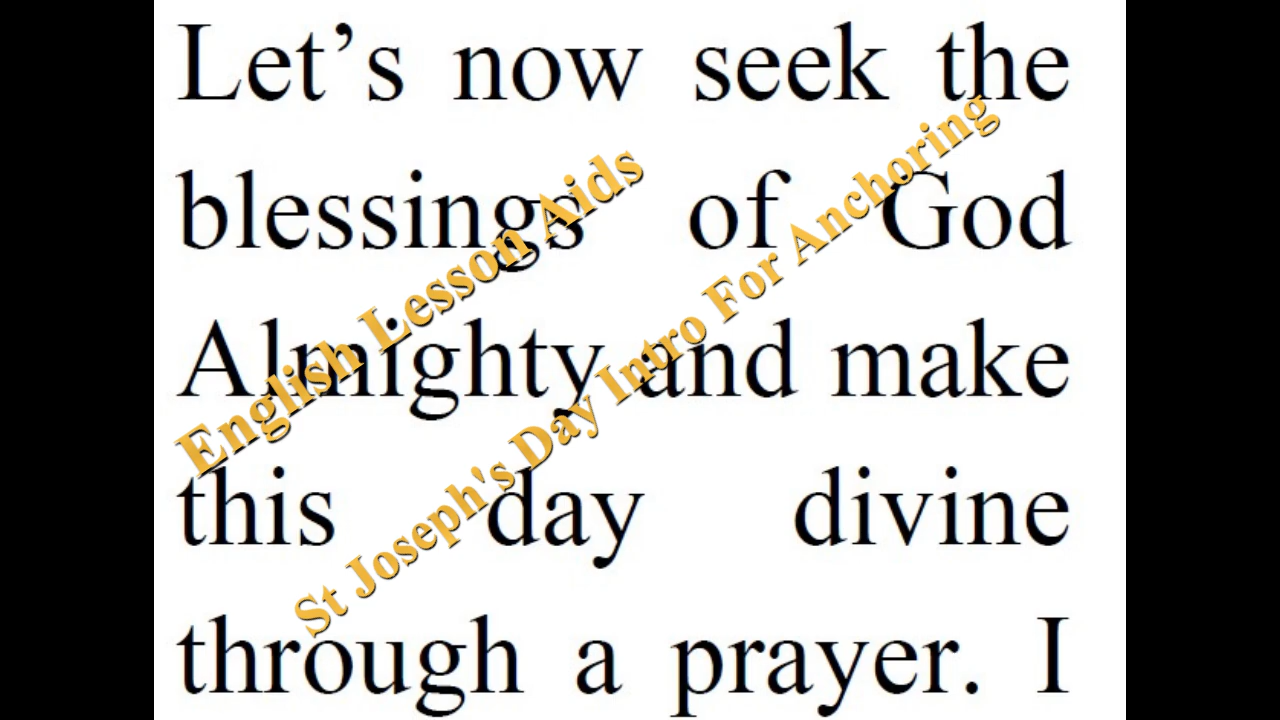 Let’s now seek the
blessings of God
Almighty and make
this day divine
through a prayer. I
English Lesson Aids
St Joseph's Day Intro For Anchoring